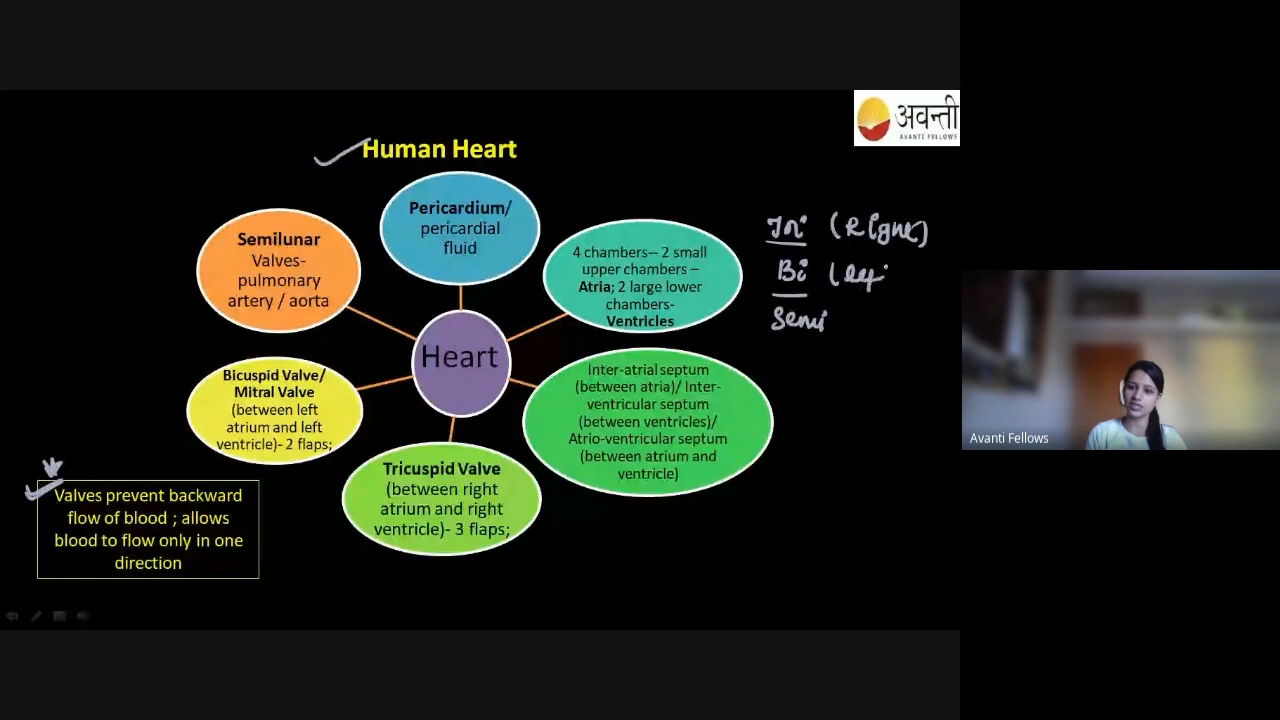 अवन्ती
AVANTI FELLOWS
Human Heart
Pericardium/
pericardial
fluid
Semilunar
Valves-
pulmonary
artery / aorta
4 chambers-- 2 small
upper chambers –
Atria; 2 large lower
chambers-
Ventricles
Tri (Right)
Bi (lef
Semi
Heart
Bicuspid Valve/
Mitral Valve
(between left
atrium and left
ventricle)- 2 flaps;
Inter-atrial septum
(between atria)/ Inter-
ventricular septum
(between ventricles)/
Atrio-ventricular septum
(between atrium and
ventricle)
Tricuspid Valve
(between right
atrium and right
ventricle)- 3 flaps;
Valves prevent backward
flow of blood ; allows
blood to flow only in one
direction
Avanti Fellows